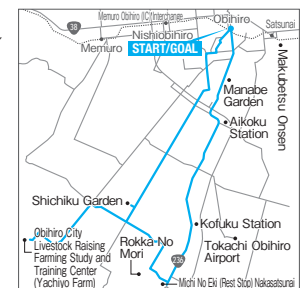 Memuro Obihiro (IC) Interchange
Obihiro
38
Nishiobihiro
Satsunai
Memuro
START/GOAL
Makubetsu Onsen
Manabe
Garden
Aikoku
Station
Shichiku Garden
Kofuku Station
Obihiro City
Livestock Raising
Farming Study and
Training Center
(Yachiyo Farm)
Rokka No
Mori
Tokachi Obihiro
Airport
236
Michi No Eki (Rest Stop) Nakasatsunai